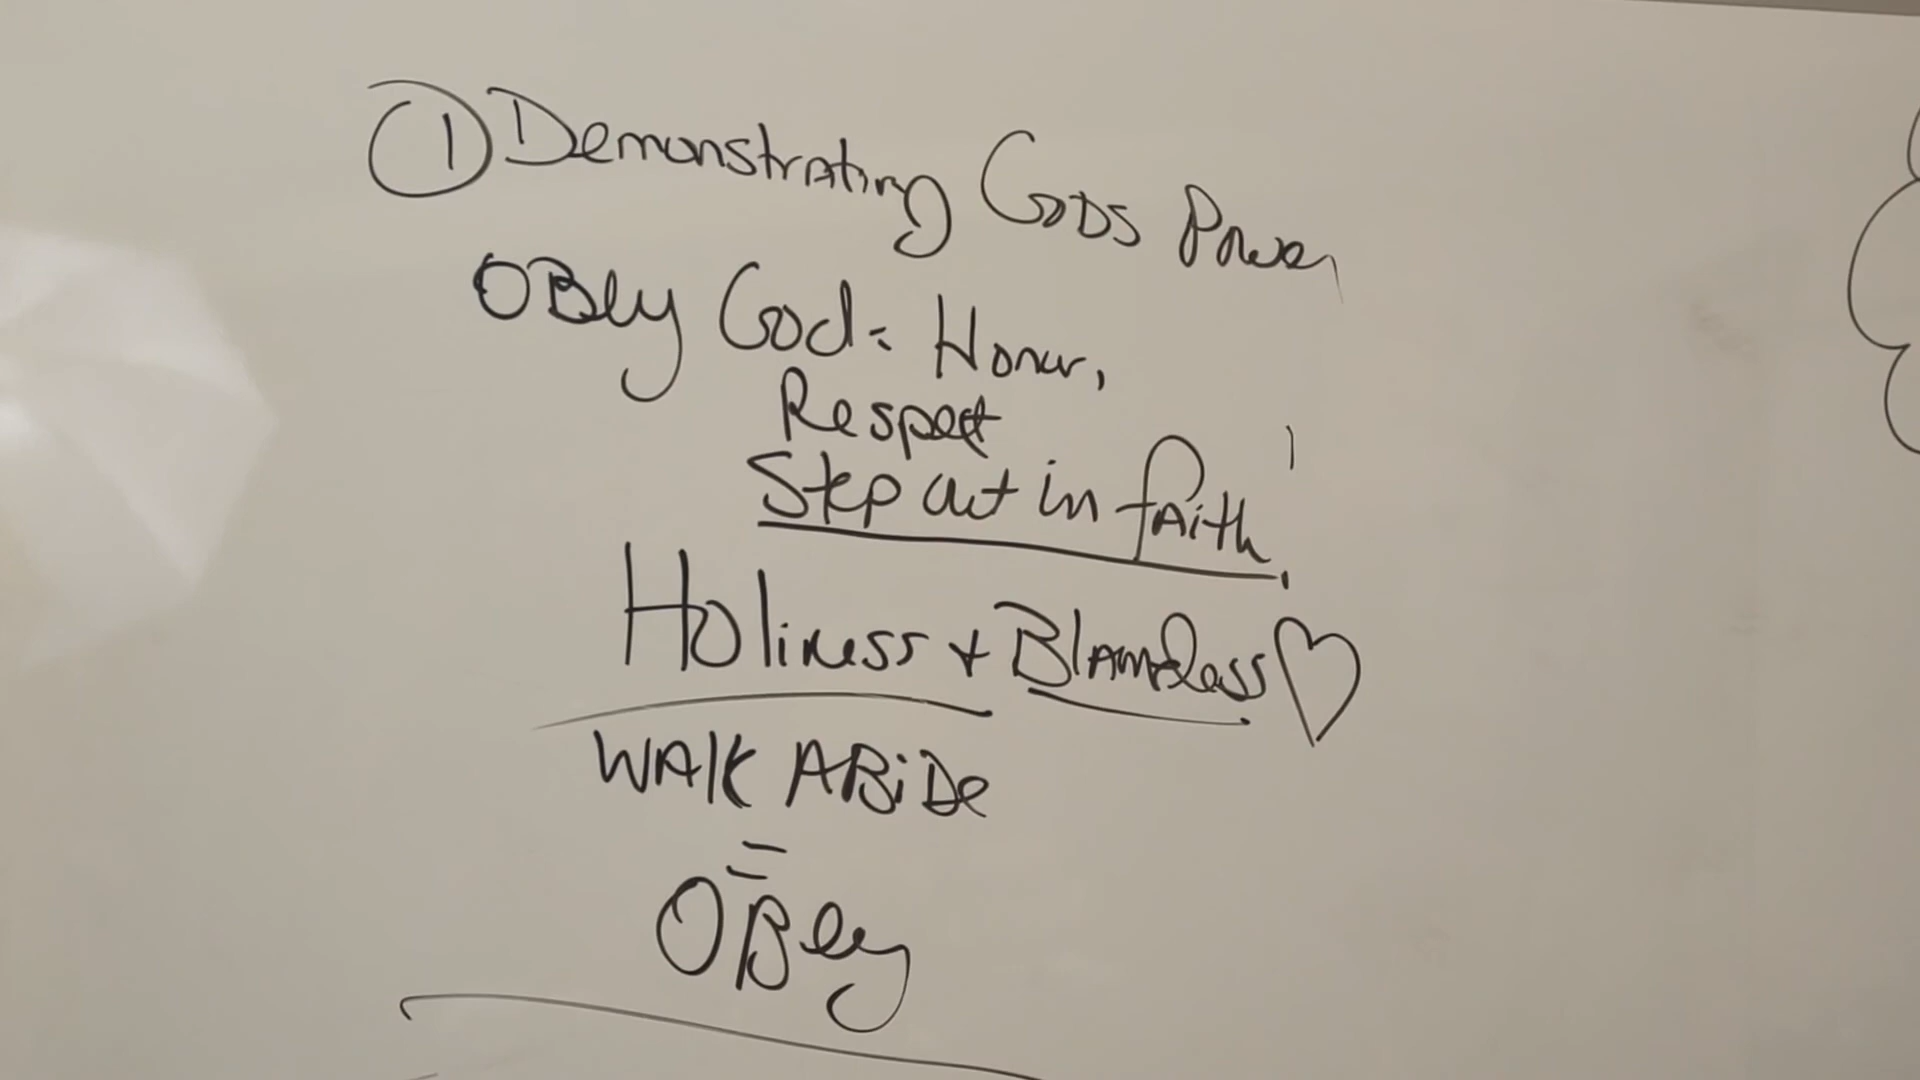 ① Demonstrating GODS Power
OBey God = Honor,
Respect
Step out in fAith!
HOliness + BlAmeless ♡
WAlK ABiDe
=
OBey